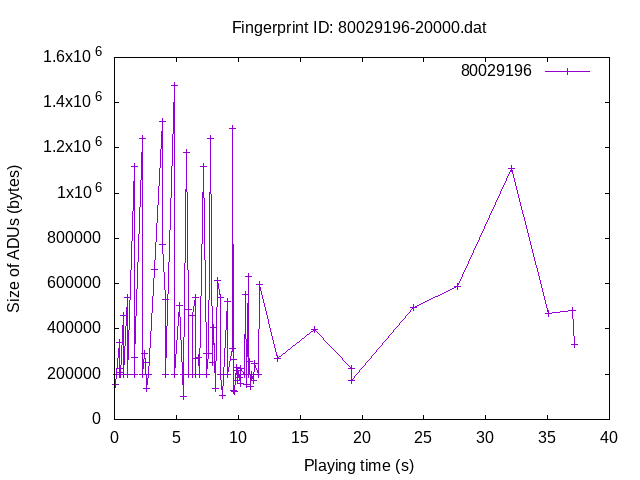 Fingerprint ID: 80029196-20000.dat
80029196
Size of ADUs (bytes)
1.6x10^6
1.4x10^6
1.2x10^6
1x10^6
800000
600000
400000
200000
0
0 5 10 15 20 25 30 35 40
Playing time (s)